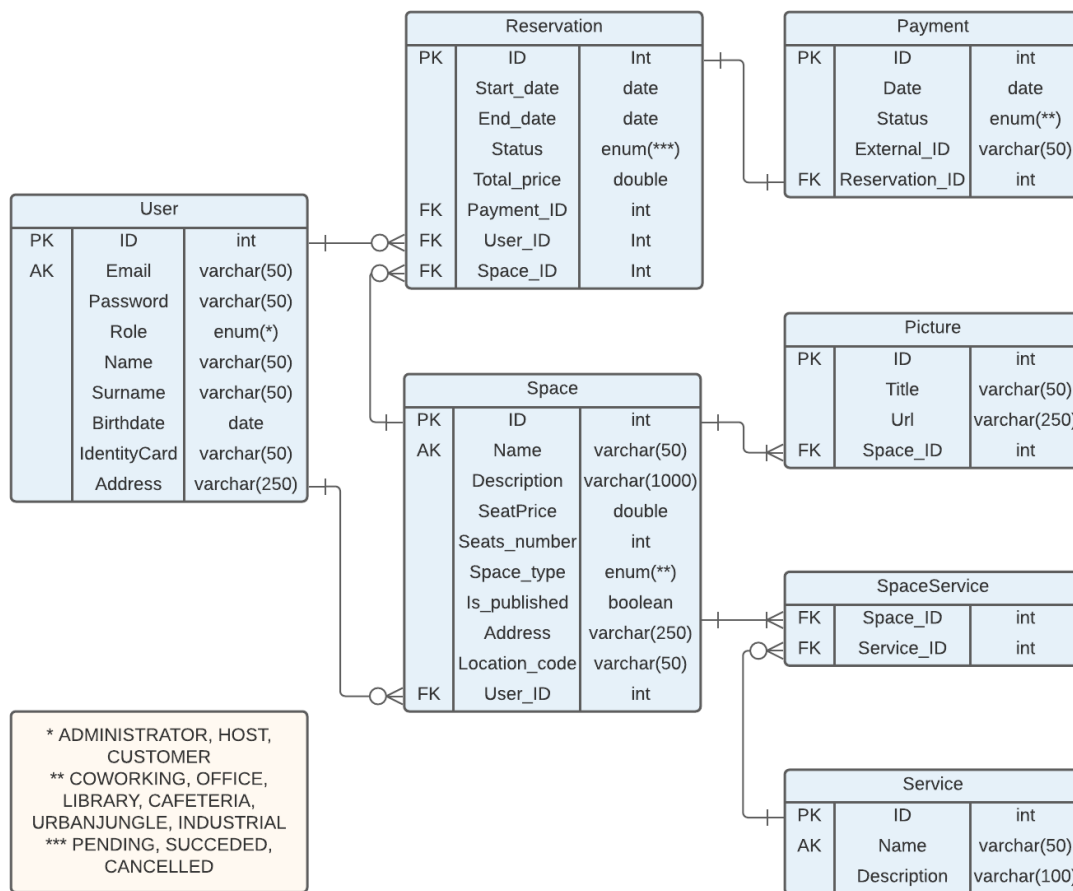 Reservation
PK ID Int
Start_date date
End_date date
Status enum(***)
Total_price double
FK Payment_ID int
FK User_ID Int
FK Space_ID Int
Payment
PK ID int
Date date
Status enum(**)
External_ID varchar(50)
FK Reservation_ID int
User
PK ID int
AK Email varchar(50)
Password varchar(50)
Role enum(*)
Name varchar(50)
Surname varchar(50)
Birthdate date
IdentityCard varchar(50)
Address varchar(250)
Space
PK ID int
AK Name varchar(50)
Description varchar(1000)
SeatPrice double
Seats_number int
Space_type enum(**)
Is_published boolean
Address varchar(250)
Location_code varchar(50)
FK User_ID int
Picture
PK ID int
Title varchar(50)
Url varchar(250)
FK Space_ID int
SpaceService
FK Space_ID int
FK Service_ID int
Service
PK ID int
AK Name varchar(50)
Description varchar(100)
* ADMINISTRATOR, HOST,
CUSTOMER
** COWORKING, OFFICE,
LIBRARY, CAFETERIA,
URBANJUNGLE, INDUSTRIAL
*** PENDING, SUCCEDED,
CANCELLED